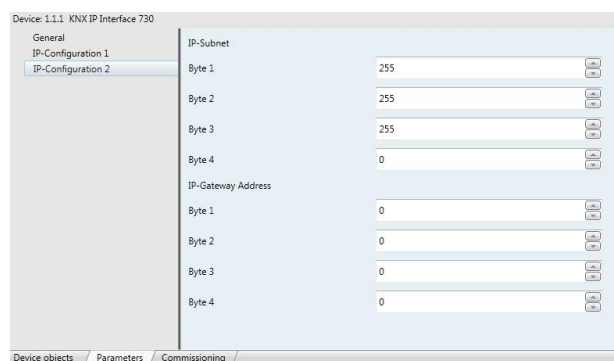 Device: 1.1.1 KNX IP Interface 730
General
IP-Configuration 1
IP-Configuration 2
IP-Subnet
Byte 1 255
Byte 2 255
Byte 3 255
Byte 4 0
IP-Gateway Address
Byte 1 0
Byte 2 0
Byte 3 0
Byte 4 0
Device objects Parameters Commissioning